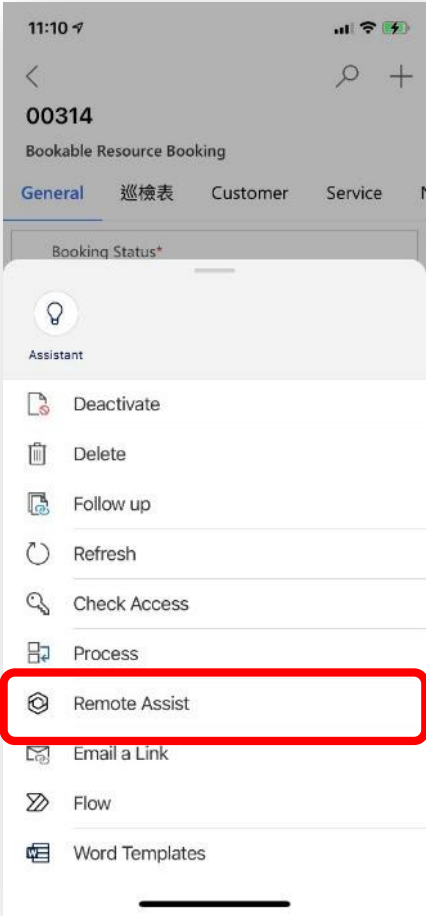 11:10
00314
Bookable Resource Booking
General 巡檢表 Customer Service
Booking Status*
Assistant
Deactivate
Delete
Follow up
Refresh
Check Access
Process
Remote Assist
Email a Link
Flow
Word Templates